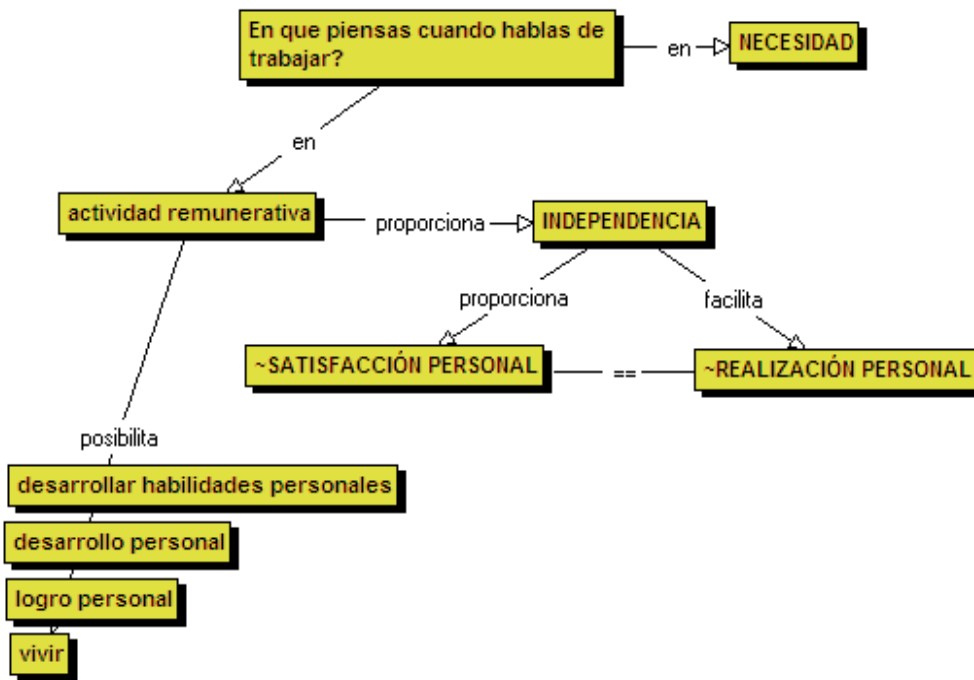 En que piensas cuando hablas de
trabajar?
en
NECESIDAD
en
actividad remunerativa
proporciona
INDEPENDENCIA
proporciona
facilita
~SATISFACCIÓN PERSONAL
==
~REALIZACIÓN PERSONAL
posibilita
desarrollar habilidades personales
desarrollo personal
logro personal
vivir